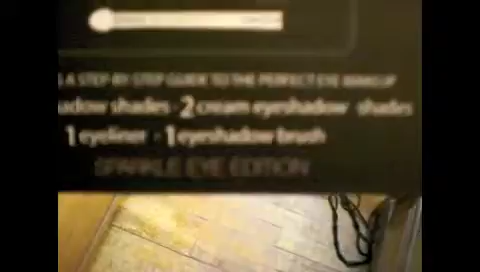 A STEP BY STEP GUIDE TO THE PERFECT EYE MAKEUP
shades · 2 cream eyeshadow shades
1 eyeliner · 1 eyeshadow brush
SPARKLE EYE EDITION